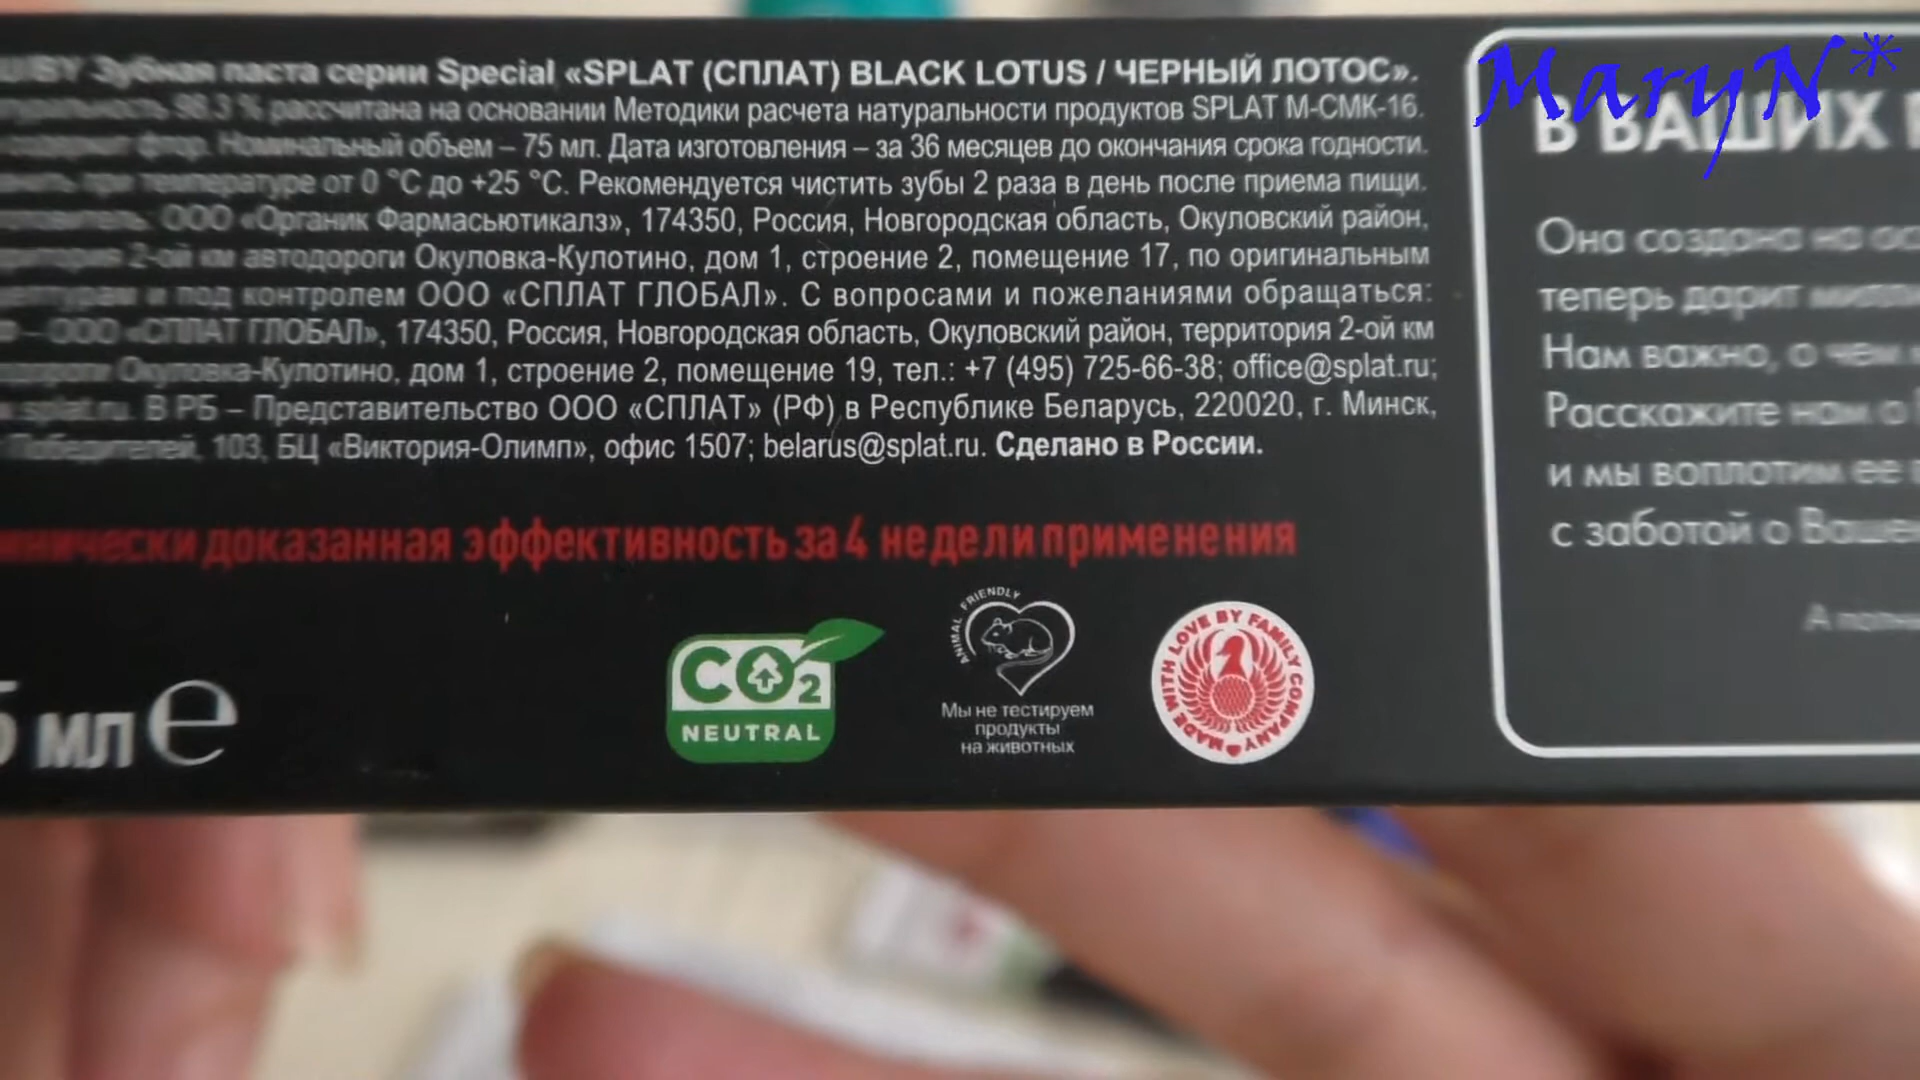 Зубная паста серии Special «SPLAT (СПЛАТ) BLACK LOTUS / ЧЕРНЫЙ ЛОТОС».
98.3 % рассчитана на основании Методики расчета натуральности продуктов SPLAT М-СМК-16.
фтор. Номинальный объем – 75 мл. Дата изготовления – за 36 месяцев до окончания срока годности.
при температуре от 0 °C до +25 °C. Рекомендуется чистить зубы 2 раза в день после приема пищи.
ООО «Органик Фармасьютикалз», 174350, Россия, Новгородская область, Окуловский район,
2-ой км автодороги Окуловка-Кулотино, дом 1, строение 2, помещение 17, по оригинальным
и под контролем ООО «СПЛАТ ГЛОБАЛ». С вопросами и пожеланиями обращаться:
– ООО «СПЛАТ ГЛОБАЛ», 174350, Россия, Новгородская область, Окуловский район, территория 2-ой км
Окуловка-Кулотино, дом 1, строение 2, помещение 19, тел.: +7 (495) 725-66-38; office@splat.ru;
splat.ru. В РБ – Представительство ООО «СПЛАТ» (РФ) в Республике Беларусь, 220020, г. Минск,
Победителей, 103, БЦ «Виктория-Олимп», офис 1507; belarus@splat.ru. Сделано в России.
доказанная эффективность за 4 недели применения
мл e
CO2
NEUTRAL
ANIMAL FRIENDLY
Мы не тестируем
продукты
на животных
MADE WITH LOVE BY FAMILY COMPANY
MaryN*
В ВАШИХ
Она создана на
теперь дарит
Нам важно, о чем
Расскажите нам о
и мы воплотим ее
с заботой о
А